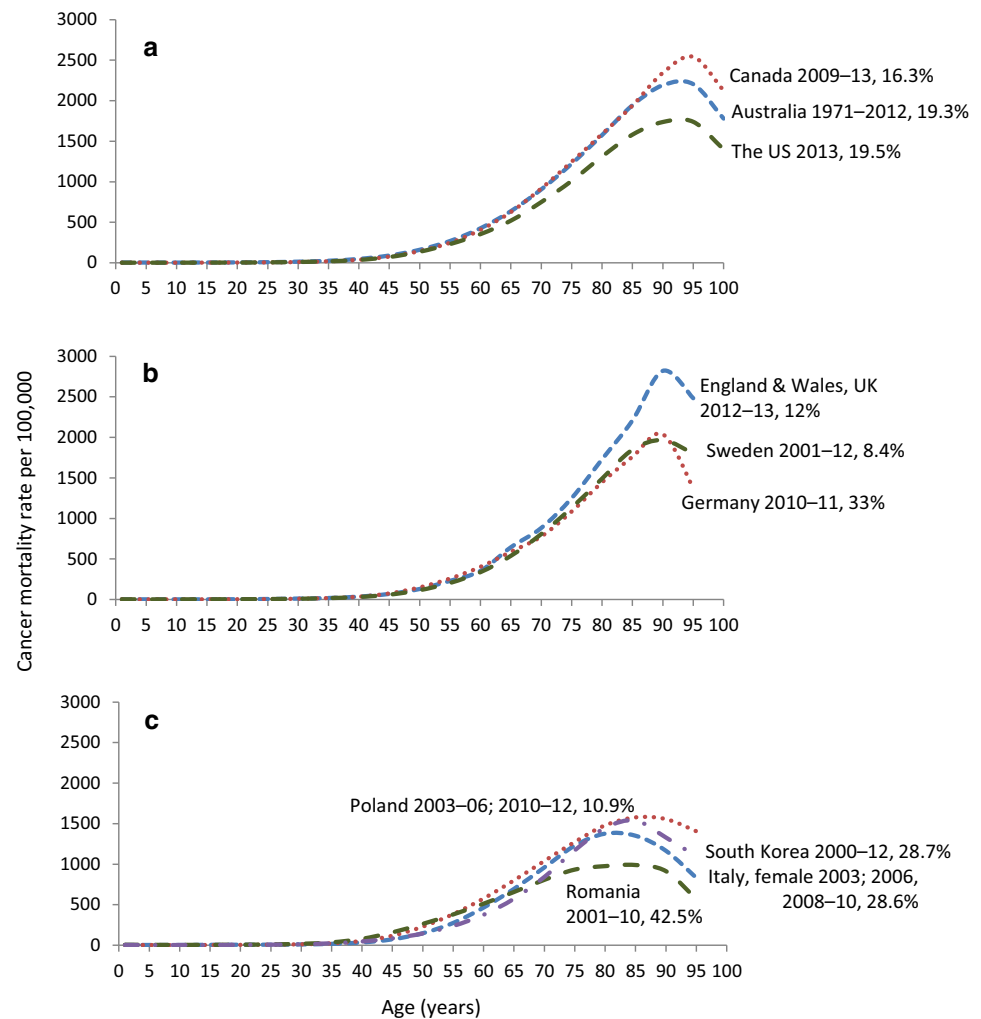 Cancer mortality rate per 100,000
a
3000
2500
2000
1500
1000
500
0
0 5 10 15 20 25 30 35 40 45 50 55 60 65 70 75 80 85 90 95 100
Canada 2009–13, 16.3%
Australia 1971–2012, 19.3%
The US 2013, 19.5%
b
3000
2500
2000
1500
1000
500
0
0 5 10 15 20 25 30 35 40 45 50 55 60 65 70 75 80 85 90 95 100
England & Wales, UK
2012–13, 12%
Sweden 2001–12, 8.4%
Germany 2010–11, 33%
c
3000
2500
2000
1500
1000
500
0
0 5 10 15 20 25 30 35 40 45 50 55 60 65 70 75 80 85 90 95 100
Poland 2003–06; 2010–12, 10.9%
South Korea 2000–12, 28.7%
Italy, female 2003; 2006,
2008–10, 28.6%
Romania
2001–10, 42.5%
Age (years)